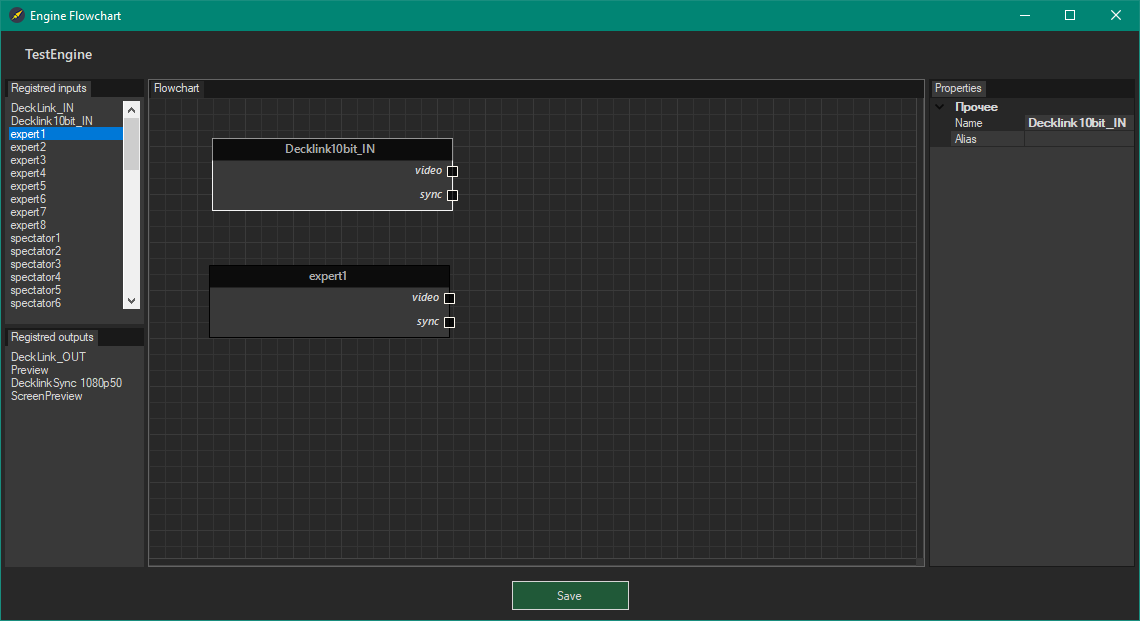 Engine Flowchart
TestEngine
Registred inputs
DeckLink_IN
Decklink10bit_IN
expert1
expert2
expert3
expert4
expert5
expert6
expert7
expert8
spectator1
spectator2
spectator3
spectator4
spectator5
spectator6
Registred outputs
DeckLink_OUT
Preview
DecklinkSync 1080p50
ScreenPreview
Flowchart
Decklink10bit_IN
video
sync
expert1
video
sync
Properties
Прочее
Name Decklink10bit_IN
Alias
Save